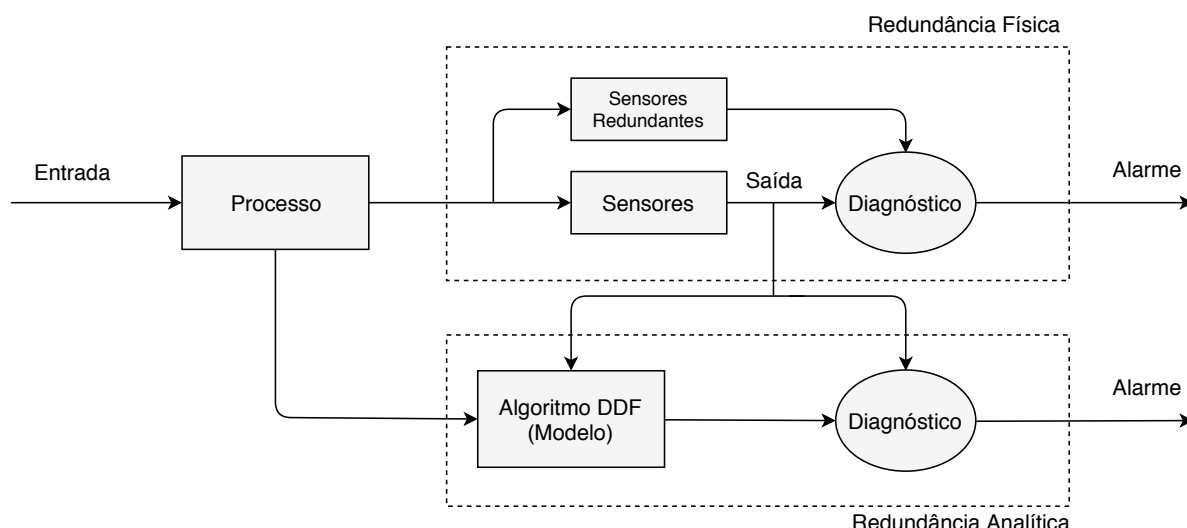 Redundância Física
Sensores
Redundantes
Entrada
Processo
Sensores
Saída
Diagnóstico
Alarme
Algoritmo DDF
(Modelo)
Diagnóstico
Alarme
Redundância Analítica